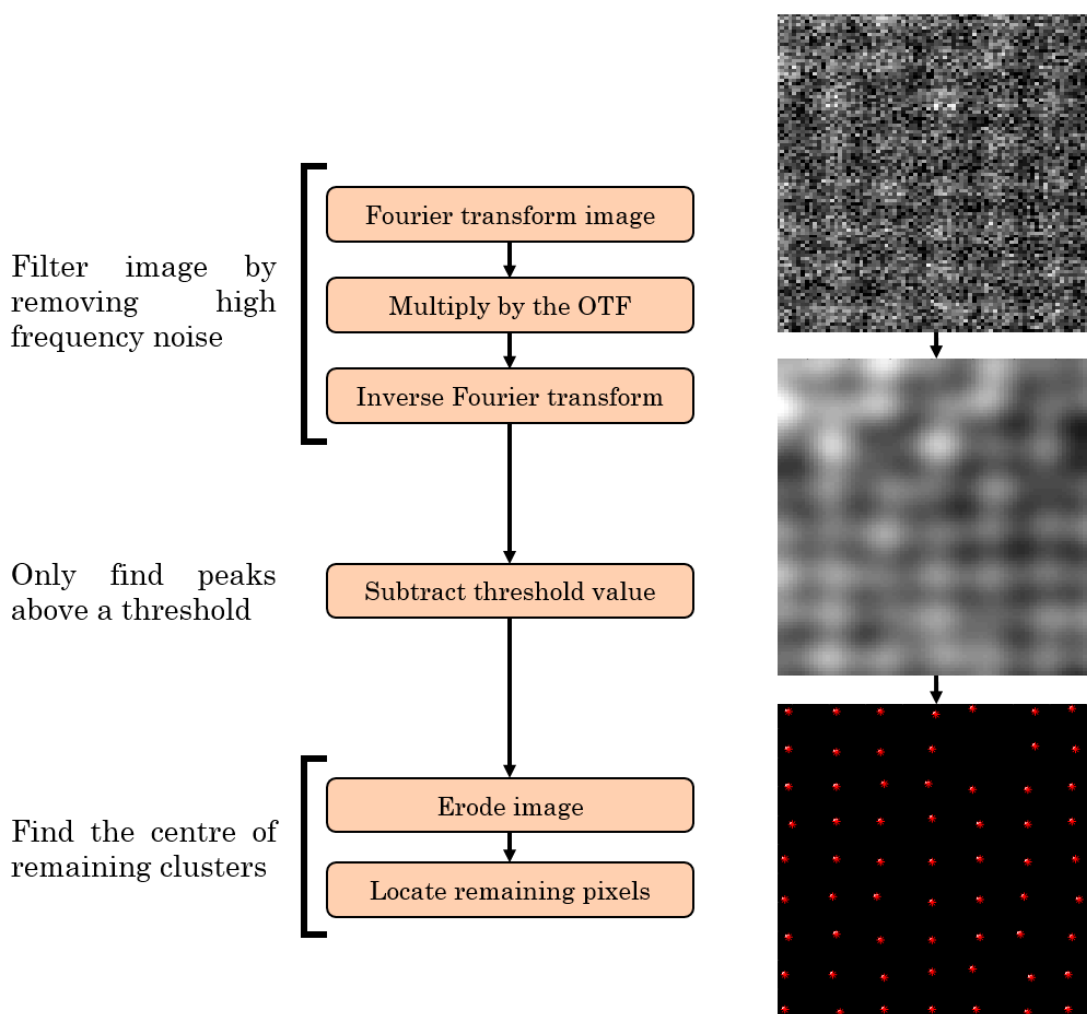 Filter image by
removing high
frequency noise
Fourier transform image
Multiply by the OTF
Inverse Fourier transform
Only find peaks
above a threshold
Subtract threshold value
Find the centre of
remaining clusters
Erode image
Locate remaining pixels